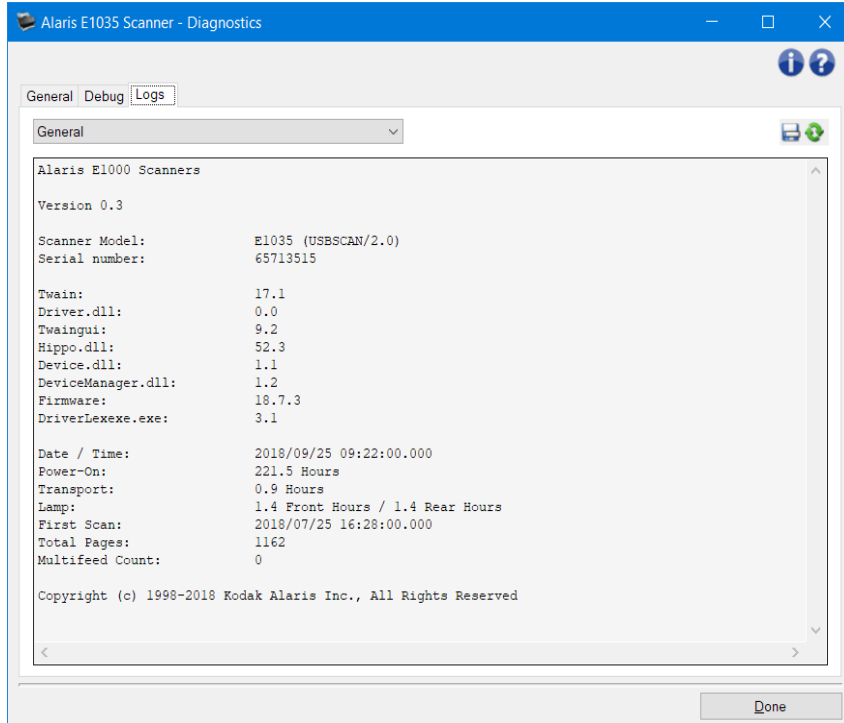 Alaris E1035 Scanner - Diagnostics
General Debug Logs
General
Alaris E1000 Scanners
Version 0.3
Scanner Model: E1035 (USBSCAN/2.0)
Serial number: 65713515
Twain: 17.1
Driver.dll: 0.0
Twaingui: 9.2
Hippo.dll: 52.3
Device.dll: 1.1
DeviceManager.dll: 1.2
Firmware: 18.7.3
DriverLexexe.exe: 3.1
Date / Time: 2018/09/25 09:22:00.000
Power-On: 221.5 Hours
Transport: 0.9 Hours
Lamp: 1.4 Front Hours / 1.4 Rear Hours
First Scan: 2018/07/25 16:28:00.000
Total Pages: 1162
Multifeed Count: 0
Copyright (c) 1998-2018 Kodak Alaris Inc., All Rights Reserved
Done